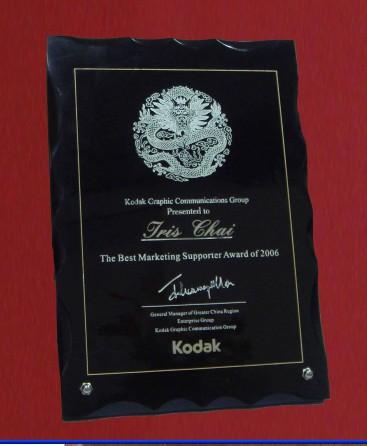 Kodak Graphic Communications Group
Presented to
Iris Chai
The Best Marketing Supporter Award of 2006
General Manager of Greater China Region
Enterprise Group
Kodak Graphic Communication Group
Kodak